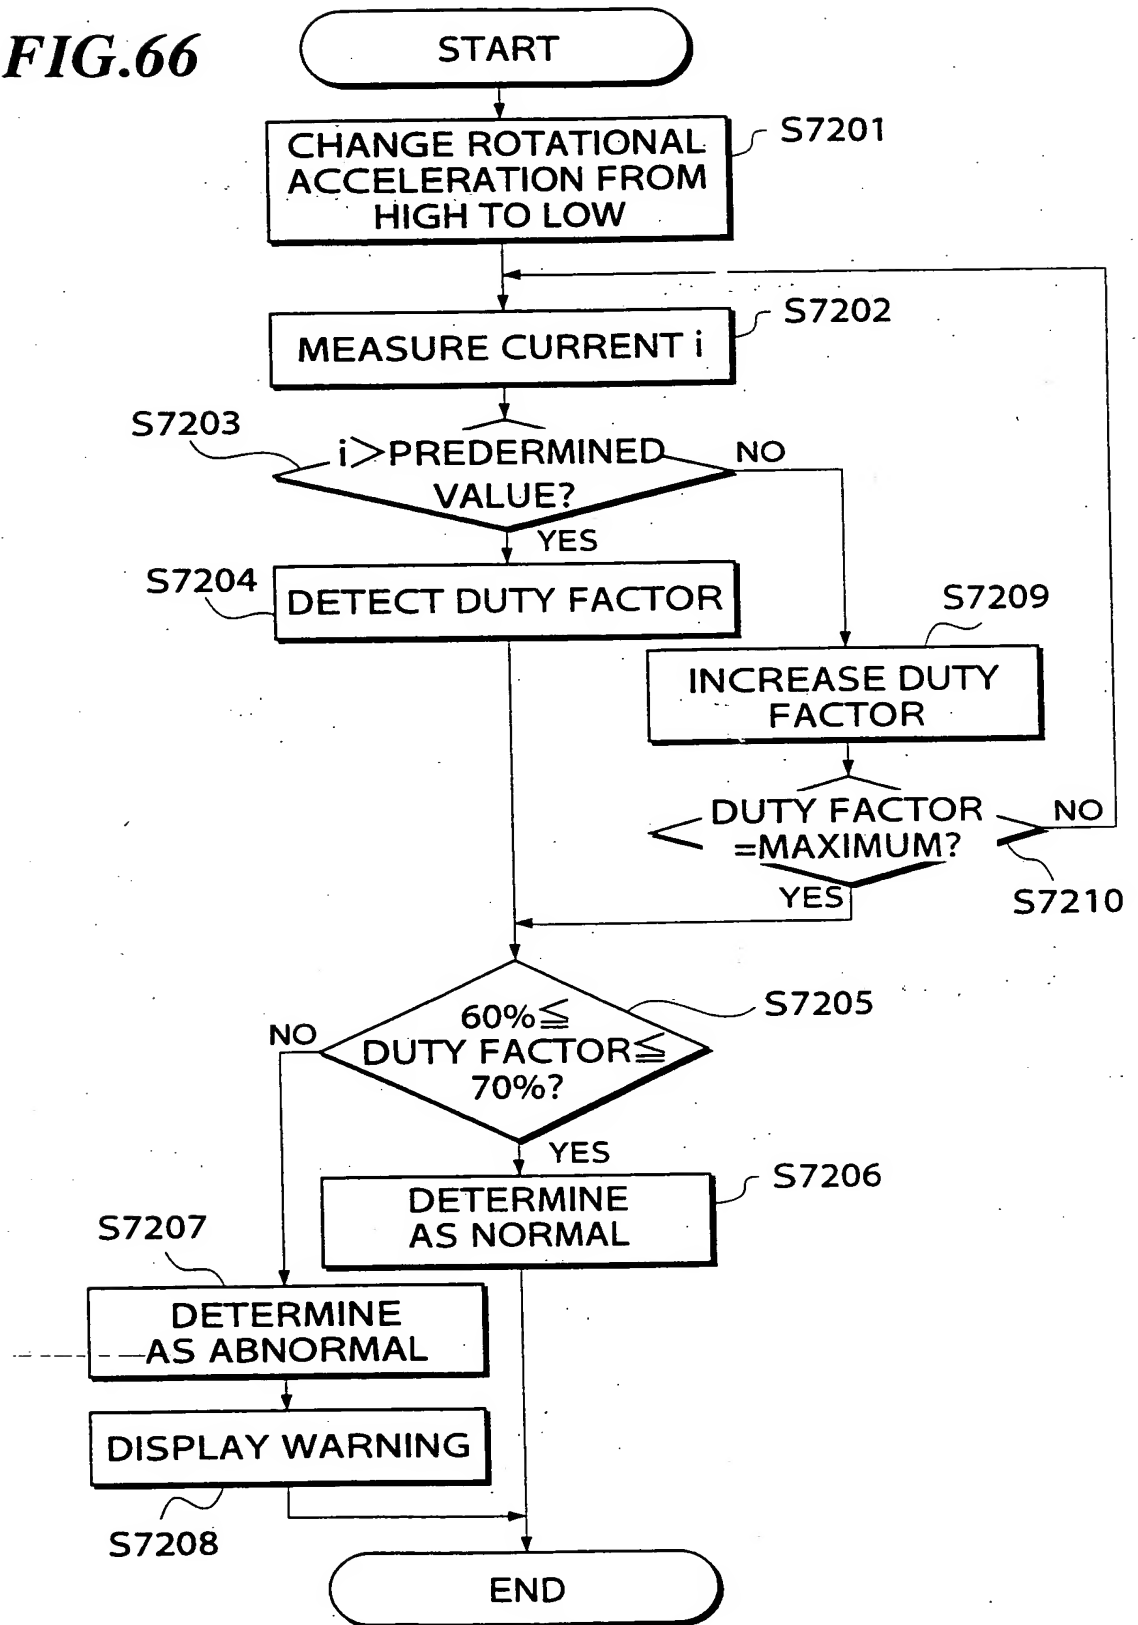 FIG.66
START
CHANGE ROTATIONAL
ACCELERATION FROM
HIGH TO LOW
S7201
MEASURE CURRENT i
S7202
S7203
i>PREDERMINED
VALUE?
NO
YES
S7204
DETECT DUTY FACTOR
S7209
INCREASE DUTY
FACTOR
DUTY FACTOR
=MAXIMUM?
NO
YES
S7210
60%≦
DUTY FACTOR≦
70%?
S7205
NO
YES
DETERMINE
AS NORMAL
S7206
S7207
DETERMINE
AS ABNORMAL
DISPLAY WARNING
S7208
END